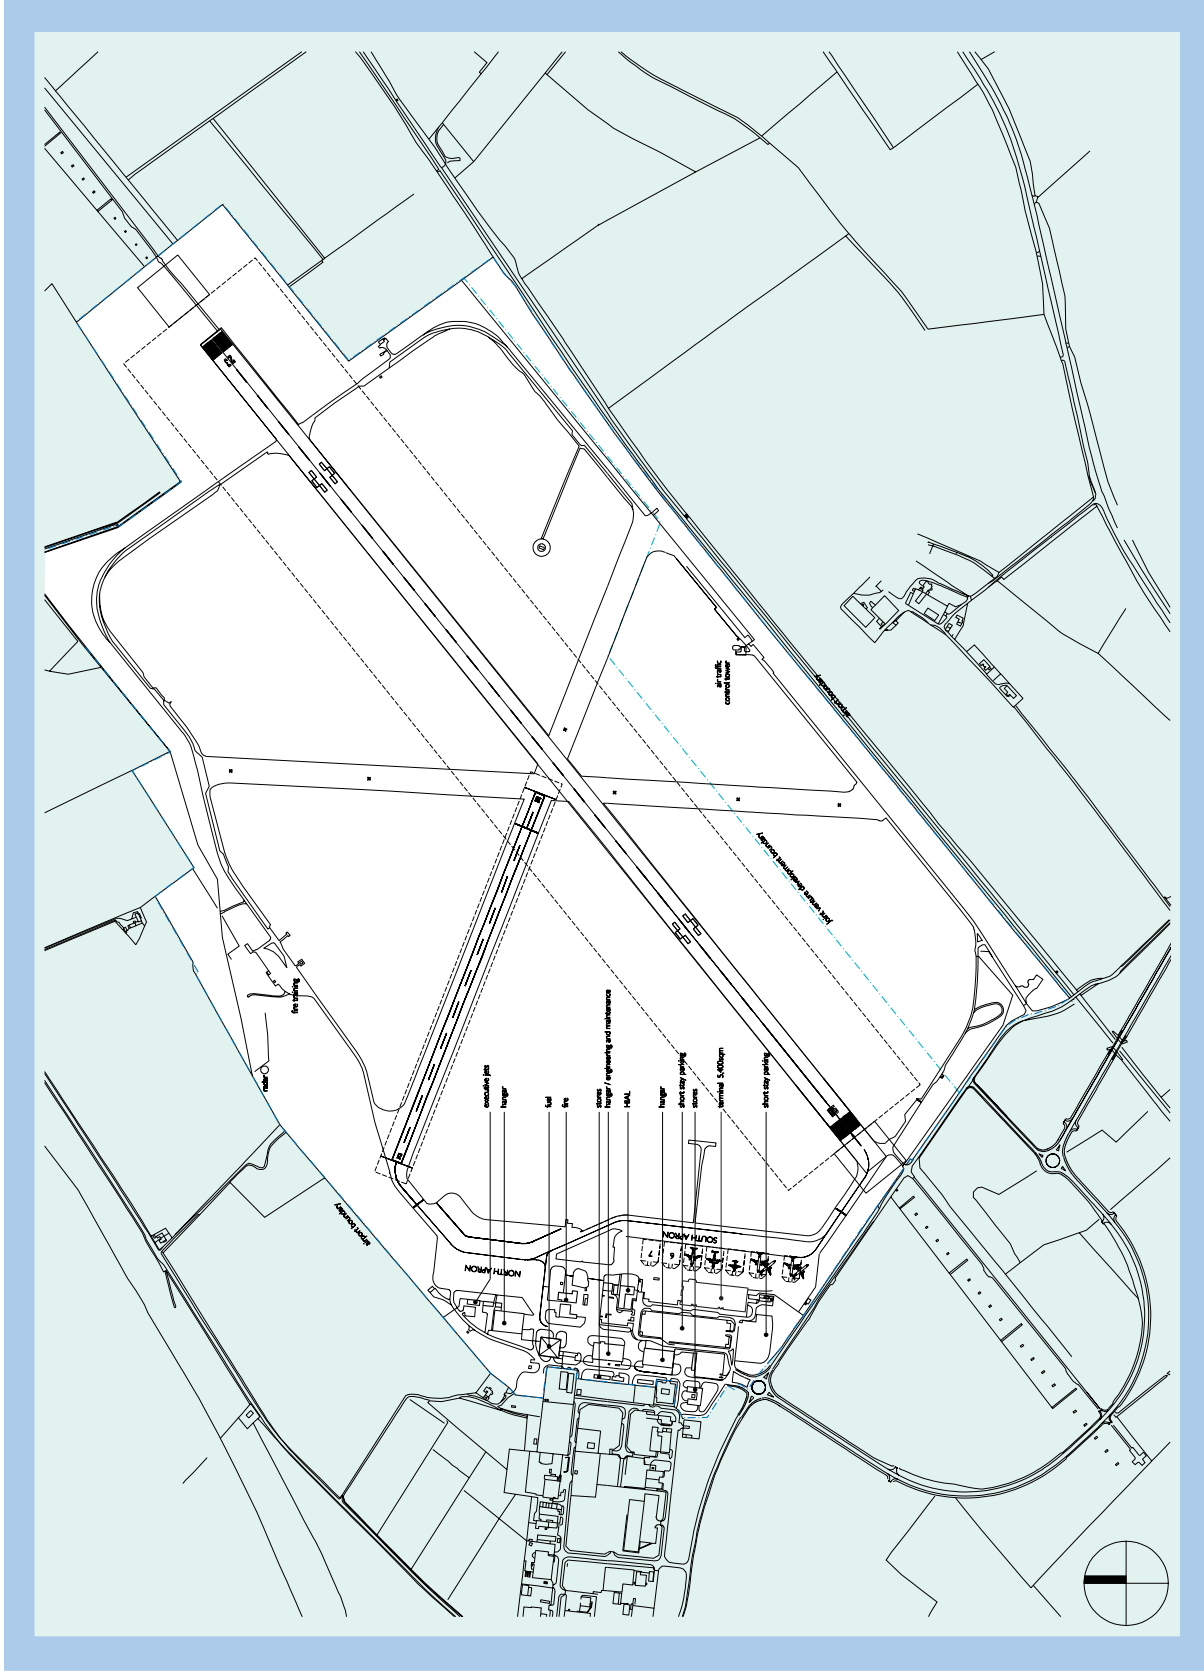 air traffic
control tower
airport boundary
joint venture development boundary
fire training
radar
executive jets
hangar
fuel
fire
stores
hangar / engineering and maintenance
HIAL
hangar
short stay parking
stores
terminal 5,400sqm
short stay parking
airport boundary
SOUTH APRON
7
6
NORTH APRON